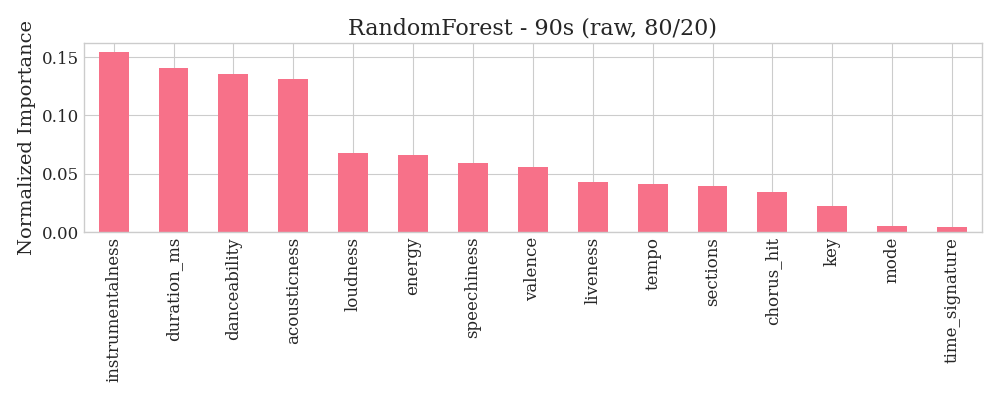 RandomForest - 90s (raw, 80/20)
Normalized Importance
0.15
0.10
0.05
0.00
instrumentalness
duration_ms
danceability
acousticness
loudness
energy
speechiness
valence
liveness
tempo
sections
chorus_hit
key
mode
time_signature